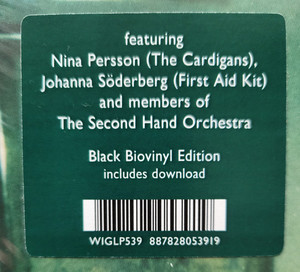 featuring
Nina Persson (The Cardigans),
Johanna Söderberg (First Aid Kit)
and members of
The Second Hand Orchestra
Black Biovinyl Edition
includes download
WIGLP539 887828053919